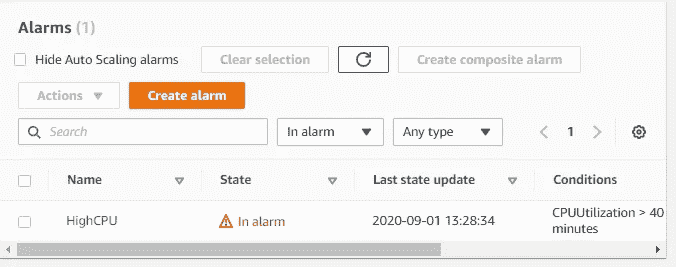 Alarms (1)
Hide Auto Scaling alarms
Clear selection
Create composite alarm
Actions
Create alarm
Search
In alarm
Any type
1
Name
State
Last state update
Conditions
HighCPU
In alarm
2020-09-01 13:28:34
CPUUtilization > 40
minutes